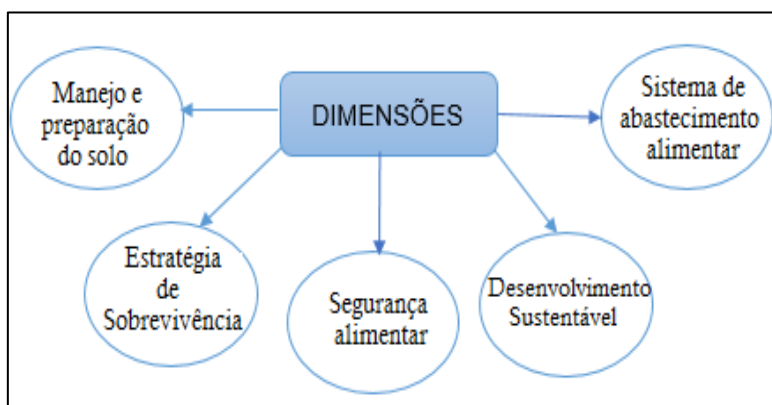 DIMENSÕES
Manejo e
preparação
do solo
Estratégia
de
Sobrevivência
Segurança
alimentar
Desenvolvimento
Sustentável
Sistema de
abastecimento
alimentar